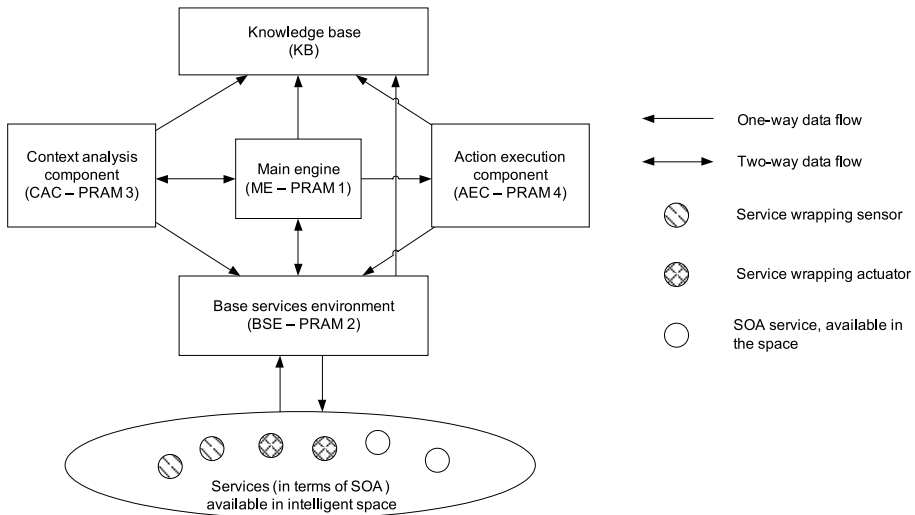 Knowledge base
(KB)
Context analysis
component
(CAC – PRAM 3)
Main engine
(ME – PRAM 1)
Action execution
component
(AEC – PRAM 4)
Base services environment
(BSE – PRAM 2)
Services (in terms of SOA)
available in intelligent space
One-way data flow
Two-way data flow
Service wrapping sensor
Service wrapping actuator
SOA service, available in
the space